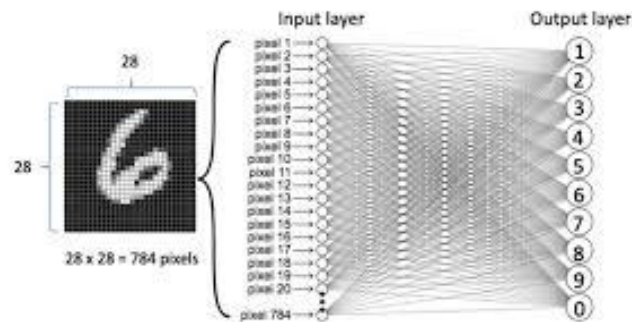 Input layer
Output layer
28
28
28 x 28 = 784 pixels
pixel 1
pixel 2
pixel 3
pixel 4
pixel 5
pixel 6
pixel 7
pixel 8
pixel 9
pixel 10
pixel 11
pixel 12
pixel 13
pixel 14
pixel 15
pixel 16
pixel 17
pixel 18
pixel 19
pixel 20
pixel 784
1
2
3
4
5
6
7
8
9
0
6